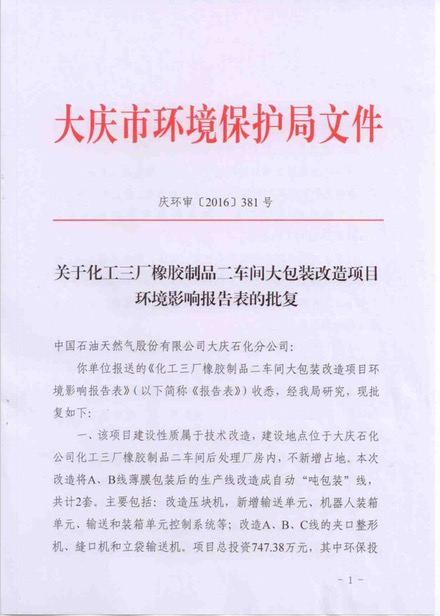 大庆市环境保护局文件
庆环审〔2016〕381号
关于化工三厂橡胶制品二车间大包装改造项目
环境影响报告表的批复
中国石油天然气股份有限公司大庆石化分公司：
你单位报送的《化工三厂橡胶制品二车间大包装改造项目环
境影响报告表》（以下简称《报告表》）收悉，经我局研究，现批
复如下：
一、该项目建设性质属于技术改造，建设地点位于大庆石化
公司化工三厂橡胶制品二车间后处理厂房内，不新增占地。本次
改造将A、B线薄膜包装后的生产线改造成自动“吨包装”线，
共计2套。主要包括：改造压块机，新增输送单元、机器人装箱
单元、输送和装箱单元控制系统等；改造A、B、C线的夹口整形
机、缝口机和立袋输送机。项目总投资747.38万元，其中环保投
- 1 -